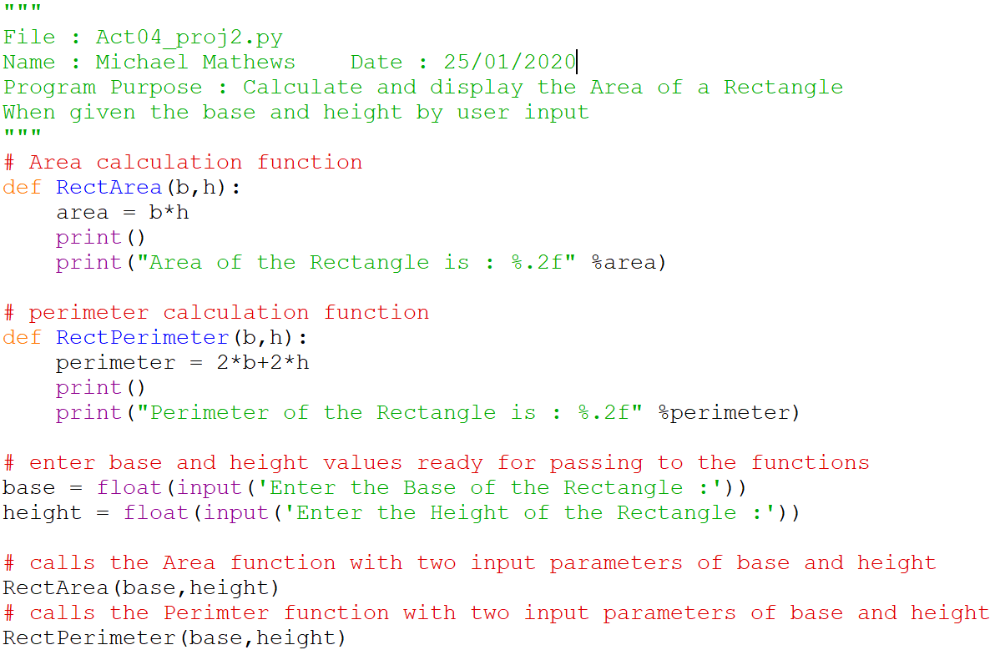 """
File : Act04_proj2.py
Name : Michael Mathews    Date : 25/01/2020
Program Purpose : Calculate and display the Area of a Rectangle
When given the base and height by user input
"""
# Area calculation function
def RectArea(b,h):
    area = b*h
    print()
    print("Area of the Rectangle is : %.2f" %area)

# perimeter calculation function
def RectPerimeter(b,h):
    perimeter = 2*b+2*h
    print()
    print("Perimeter of the Rectangle is : %.2f" %perimeter)

# enter base and height values ready for passing to the functions
base = float(input('Enter the Base of the Rectangle :'))
height = float(input('Enter the Height of the Rectangle :'))

# calls the Area function with two input parameters of base and height
RectArea(base,height)
# calls the Perimter function with two input parameters of base and height
RectPerimeter(base,height)